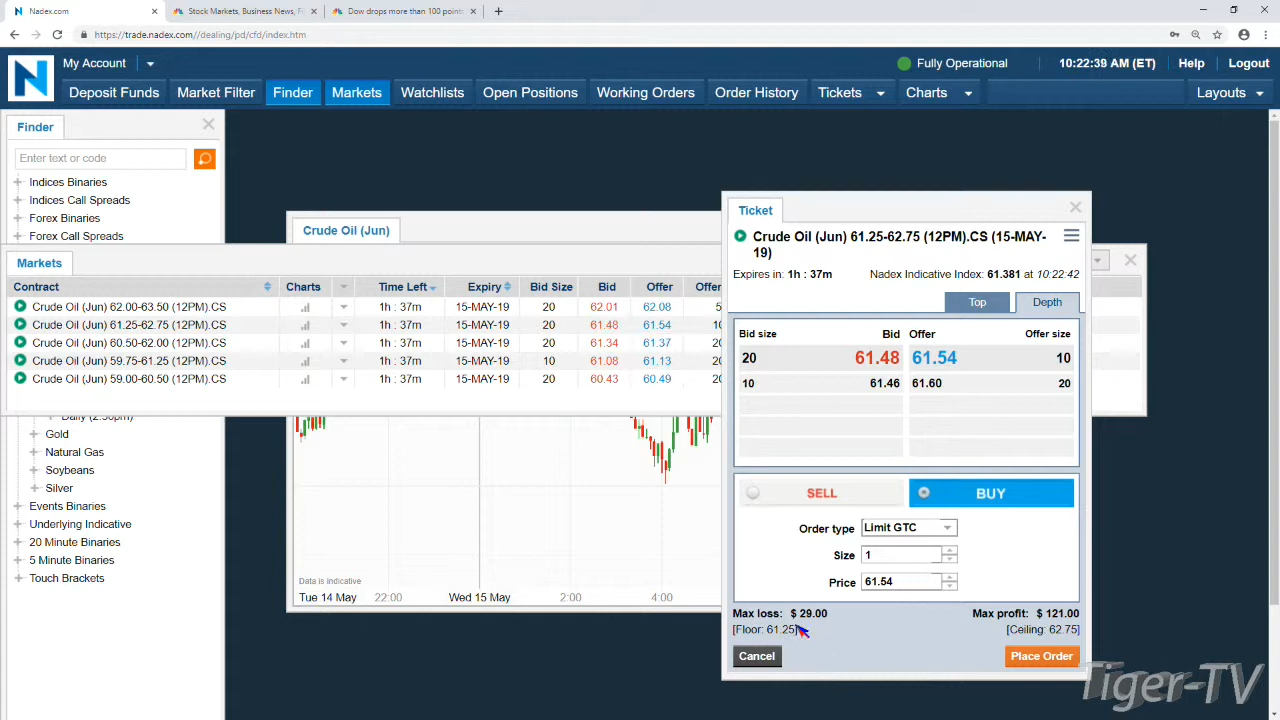 Nadex.com
Stock Markets, Business News, Fi
Dow drops more than 100 points
https://trade.nadex.com//dealing/pd/cfd/index.htm
My Account
Fully Operational
10:22:39 AM (ET)
Help
Logout
Deposit Funds
Market Filter
Finder
Markets
Watchlists
Open Positions
Working Orders
Order History
Tickets
Charts
Layouts
Finder
Enter text or code
Indices Binaries
Indices Call Spreads
Forex Binaries
Forex Call Spreads
Crude Oil (Jun)
Markets
Contract Charts Time Left Expiry Bid Size Bid Offer Offer
Crude Oil (Jun) 62.00-63.50 (12PM).CS 1h : 37m 15-MAY-19 20 62.01 62.08 5
Crude Oil (Jun) 61.25-62.75 (12PM).CS 1h : 37m 15-MAY-19 20 61.48 61.54 10
Crude Oil (Jun) 60.50-62.00 (12PM).CS 1h : 37m 15-MAY-19 20 61.34 61.37 20
Crude Oil (Jun) 59.75-61.25 (12PM).CS 1h : 37m 15-MAY-19 10 61.08 61.13 20
Crude Oil (Jun) 59.00-60.50 (12PM).CS 1h : 37m 15-MAY-19 20 60.43 60.49 20
Daily (2:30pm)
Gold
Natural Gas
Soybeans
Silver
Events Binaries
Underlying Indicative
20 Minute Binaries
5 Minute Binaries
Touch Brackets
Data is indicative
Tue 14 May 22:00 Wed 15 May 2:00 4:00
Ticket
Crude Oil (Jun) 61.25-62.75 (12PM).CS (15-MAY-
19)
Expires in: 1h : 37m Nadex Indicative Index: 61.381 at 10:22:42
Top Depth
Bid size Bid Offer Offer size
20 61.48 61.54 10
10 61.46 61.60 20
SELL BUY
Order type Limit GTC
Size 1
Price 61.54
Max loss: $ 29.00 Max profit: $ 121.00
[Floor: 61.25] [Ceiling: 62.75]
Cancel Place Order
Tiger-TV